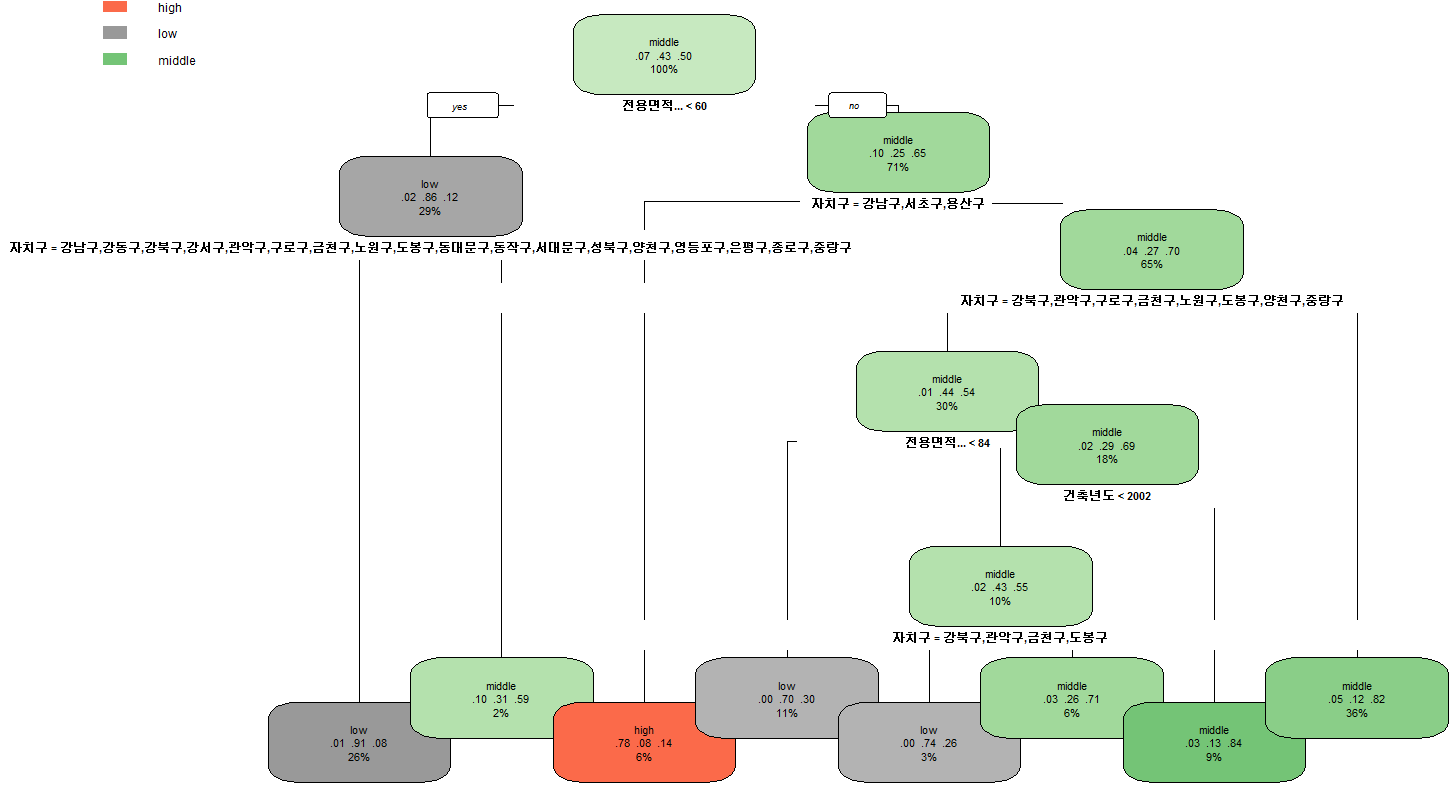 high
low
middle
middle
.07 .43 .50
100%
yes
전용면적... < 60
no
middle
.10 .25 .65
71%
low
.02 .86 .12
29%
자치구 = 강남구,서초구,용산구
자치구 = 강남구,강동구,강북구,강서구,관악구,구로구,금천구,노원구,도봉구,동대문구,동작구,서대문구,성북구,양천구,영등포구,은평구,종로구,중랑구
middle
.04 .27 .70
65%
자치구 = 강북구,관악구,구로구,금천구,노원구,도봉구,양천구,중랑구
middle
.01 .44 .54
30%
전용면적... < 84
middle
.02 .29 .69
18%
건축년도 < 2002
middle
.02 .43 .55
10%
자치구 = 강북구,관악구,금천구,도봉구
low
.01 .91 .08
26%
middle
.10 .31 .59
2%
high
.78 .08 .14
6%
low
.00 .70 .30
11%
low
.00 .74 .26
3%
middle
.03 .26 .71
6%
middle
.03 .13 .84
9%
middle
.05 .12 .82
36%